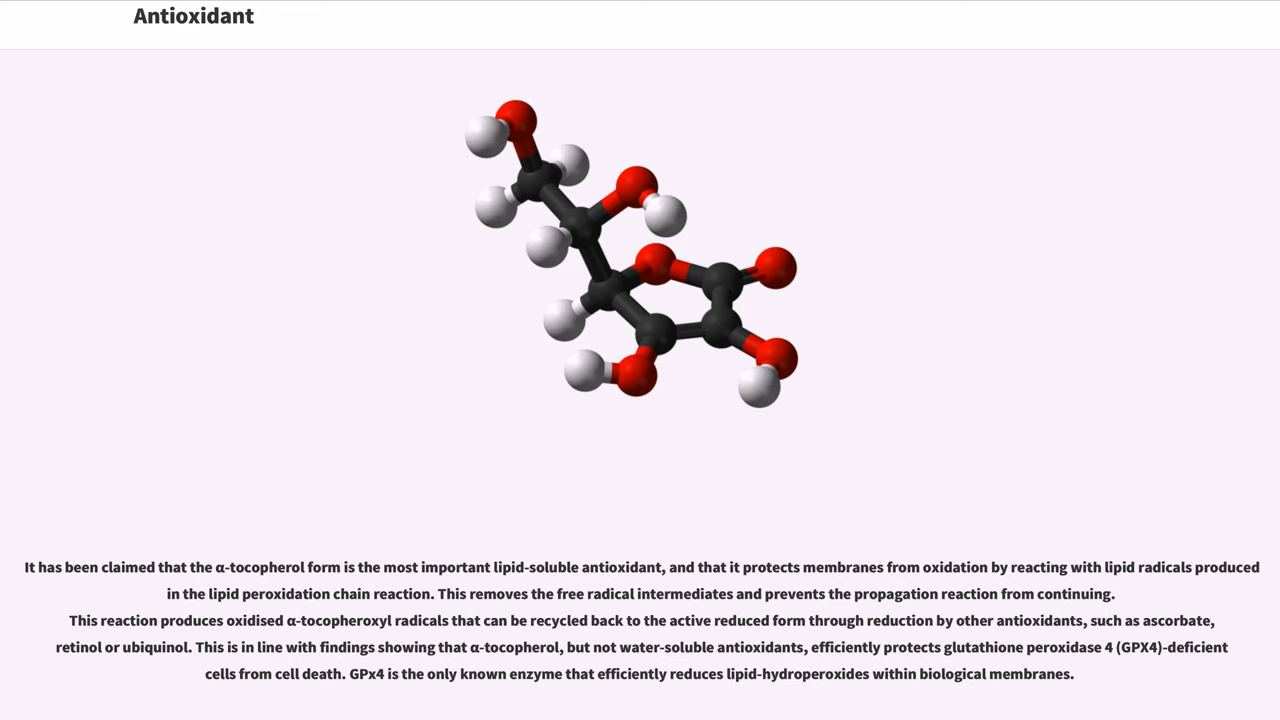 Antioxidant
It has been claimed that the α-tocopherol form is the most important lipid-soluble antioxidant, and that it protects membranes from oxidation by reacting with lipid radicals produced
in the lipid peroxidation chain reaction. This removes the free radical intermediates and prevents the propagation reaction from continuing.
This reaction produces oxidised α-tocopheroxyl radicals that can be recycled back to the active reduced form through reduction by other antioxidants, such as ascorbate,
retinol or ubiquinol. This is in line with findings showing that α-tocopherol, but not water-soluble antioxidants, efficiently protects glutathione peroxidase 4 (GPX4)-deficient
cells from cell death. GPx4 is the only known enzyme that efficiently reduces lipid-hydroperoxides within biological membranes.